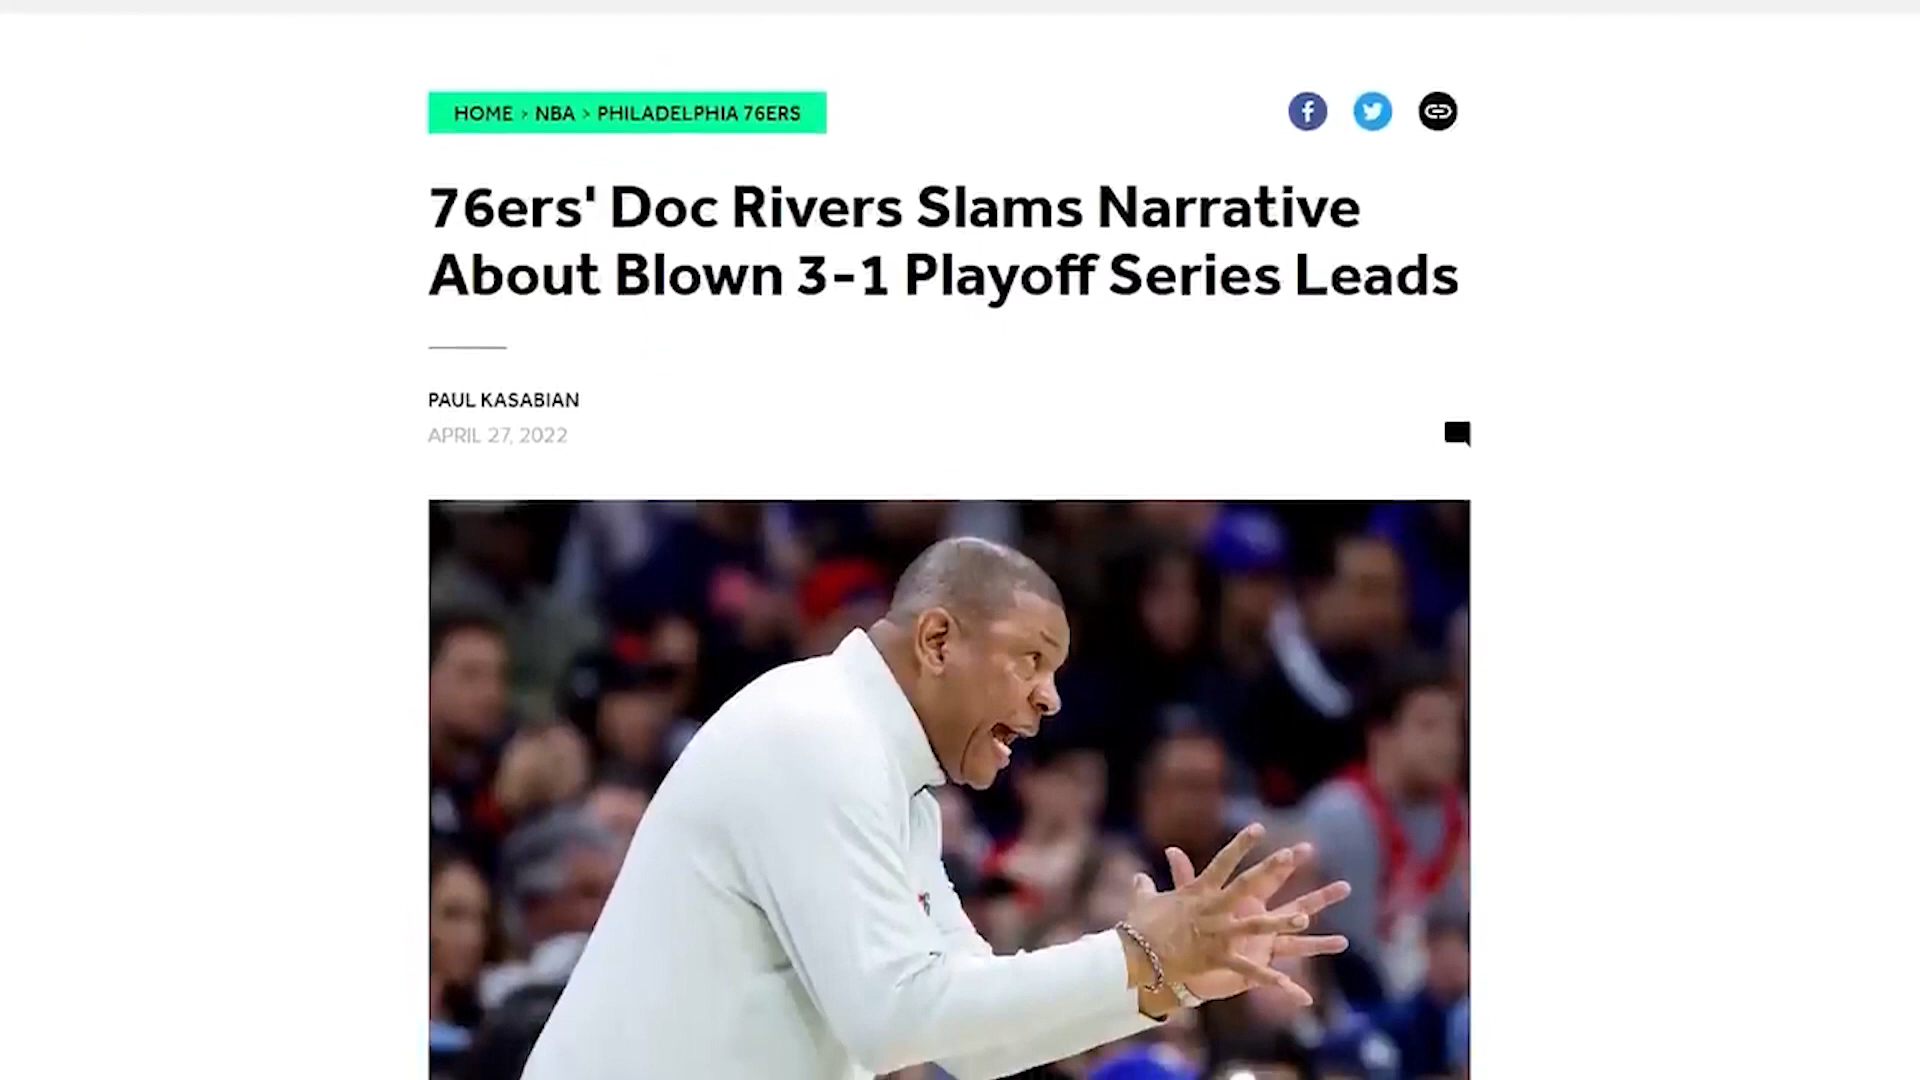 HOME > NBA > PHILADELPHIA 76ERS
76ers' Doc Rivers Slams Narrative
About Blown 3-1 Playoff Series Leads
PAUL KASABIAN
APRIL 27, 2022